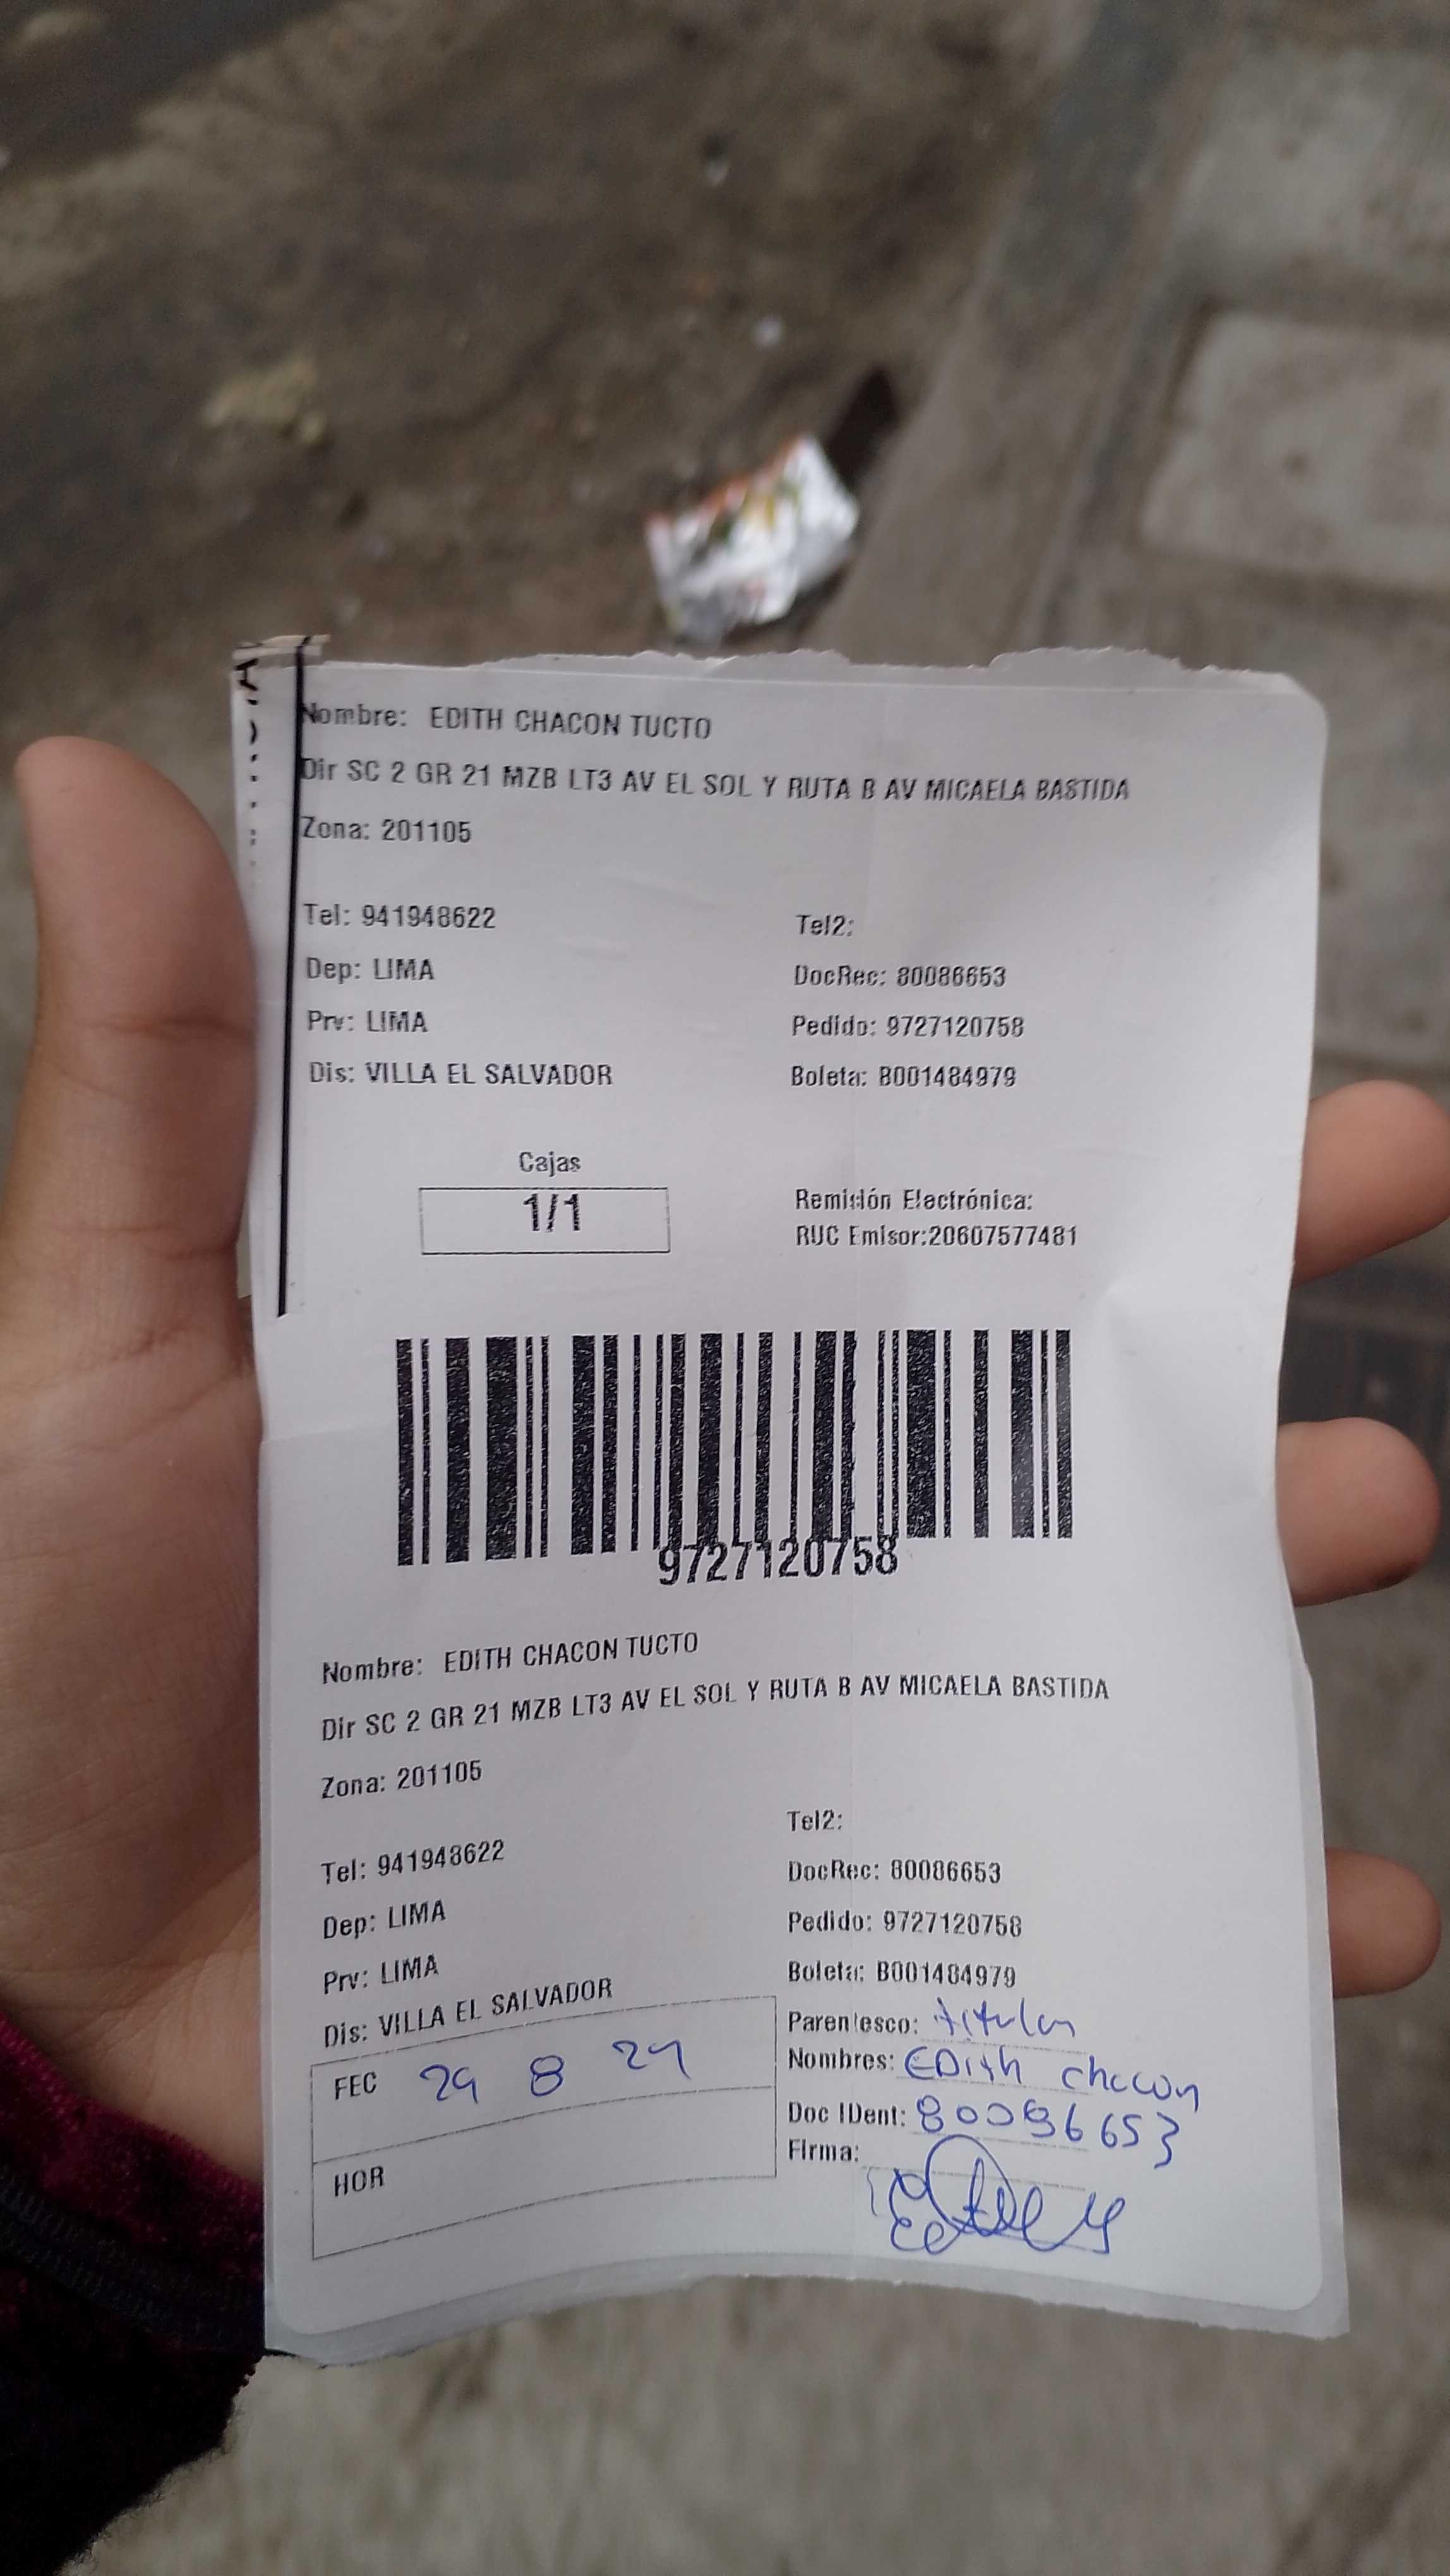 Nombre: EDITH CHACON TUCTO
Dir SC 2 GR 21 MZB LT3 AV EL SOL Y RUTA B AV MICAELA BASTIDA
Zona: 201105
Tel: 941948622 Tel2:
Dep: LIMA DocRec: 80086653
Prv: LIMA Pedido: 9727120758
Dis: VILLA EL SALVADOR Boleta: B001484979
Cajas
1/1
Remisión Electrónica:
RUC Emisor:20607577481
9727120758
Nombre: EDITH CHACON TUCTO
Dir SC 2 GR 21 MZB LT3 AV EL SOL Y RUTA B AV MICAELA BASTIDA
Zona: 201105
Tel2:
Tel: 941948622 DocRec: 80086653
Dep: LIMA Pedido: 9727120758
Prv: LIMA Boleta: B001484979
Dis: VILLA EL SALVADOR
Parentesco: titular
Nombres: EDith chacon
Doc IDent: 80086653
Firma:
FEC 29 8 24
HOR